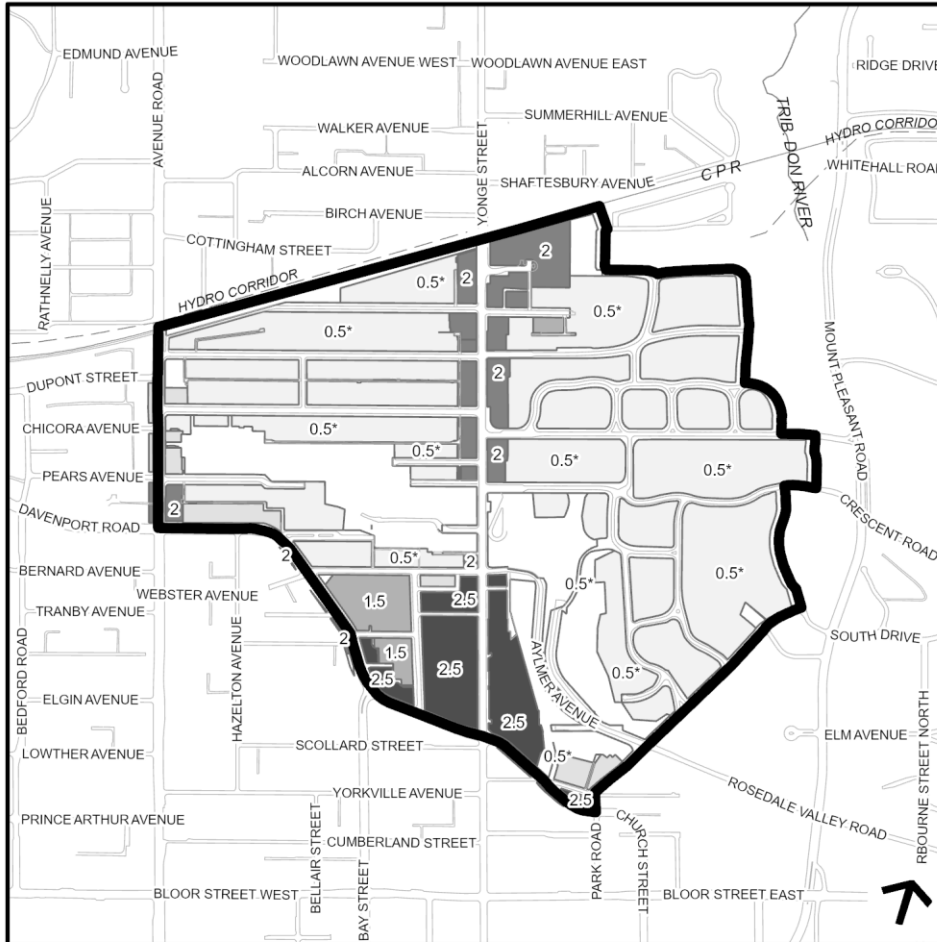 EDMUND AVENUE
WOODLAWN AVENUE WEST
WOODLAWN AVENUE EAST
RIDGE DRIVE
AVENUE ROAD
YONGE STREET
SUMMERHILL AVENUE
TRIB. DON RIVER
HYDRO CORRIDOR
WALKER AVENUE
ALCORN AVENUE
SHAFTESBURY AVENUE
CPR
WHITEHALL ROAD
BIRCH AVENUE
COTTINGHAM STREET
RATHNELLY AVENUE
HYDRO CORRIDOR
2
0.5*
2
0.5*
0.5*
MOUNT PLEASANT ROAD
DUPONT STREET
2
CHICORA AVENUE
0.5*
0.5*
2
0.5*
0.5*
PEARS AVENUE
2
DAVENPORT ROAD
CRESCENT ROAD
2
0.5*
2
BERNARD AVENUE
0.5*
0.5*
WEBSTER AVENUE
1.5
2.5
TRANBY AVENUE
2
AYLMER AVENUE
SOUTH DRIVE
1.5
2.5
2.5
0.5*
BEDFORD ROAD
HAZELTON AVENUE
ELGIN AVENUE
2.5
ELM AVENUE
SCOLLARD STREET
0.5*
LOWTHER AVENUE
ROSEDALE VALLEY ROAD
RBOURNE STREET NORTH
YORKVILLE AVENUE
2.5
PRINCE ARTHUR AVENUE
CUMBERLAND STREET
BELLAIR STREET
BAY STREET
PARK ROAD
CHURCH STREET
BLOOR STREET WEST
BLOOR STREET EAST